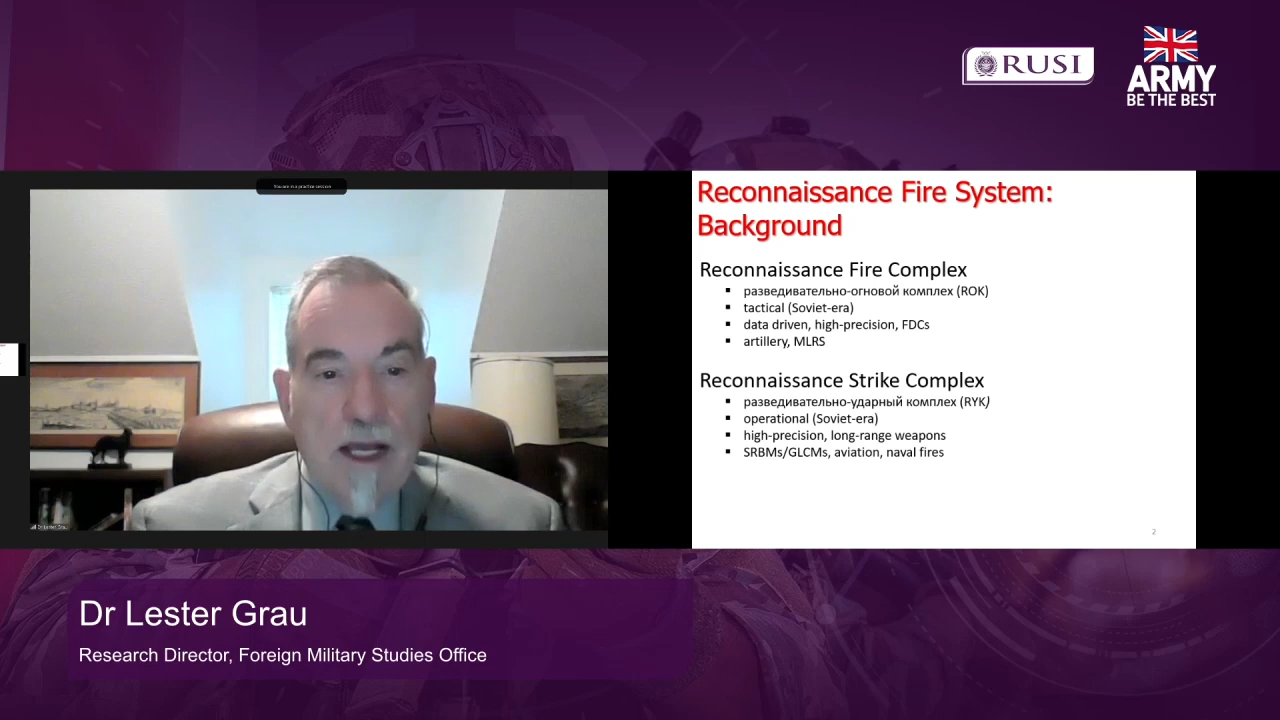 RUSI
ARMY
BE THE BEST
You are in a practice session
Reconnaissance Fire System:
Background
Reconnaissance Fire Complex
▪ разведивательно-огновой комплекс (ROK)
▪ tactical (Soviet-era)
▪ data driven, high-precision, FDCs
▪ artillery, MLRS
Reconnaissance Strike Complex
▪ разведивательно-ударный комплекс (RYK)
▪ operational (Soviet-era)
▪ high-precision, long-range weapons
▪ SRBMs/GLCMs, aviation, naval fires
2
Dr Lester Grau
Research Director, Foreign Military Studies Office